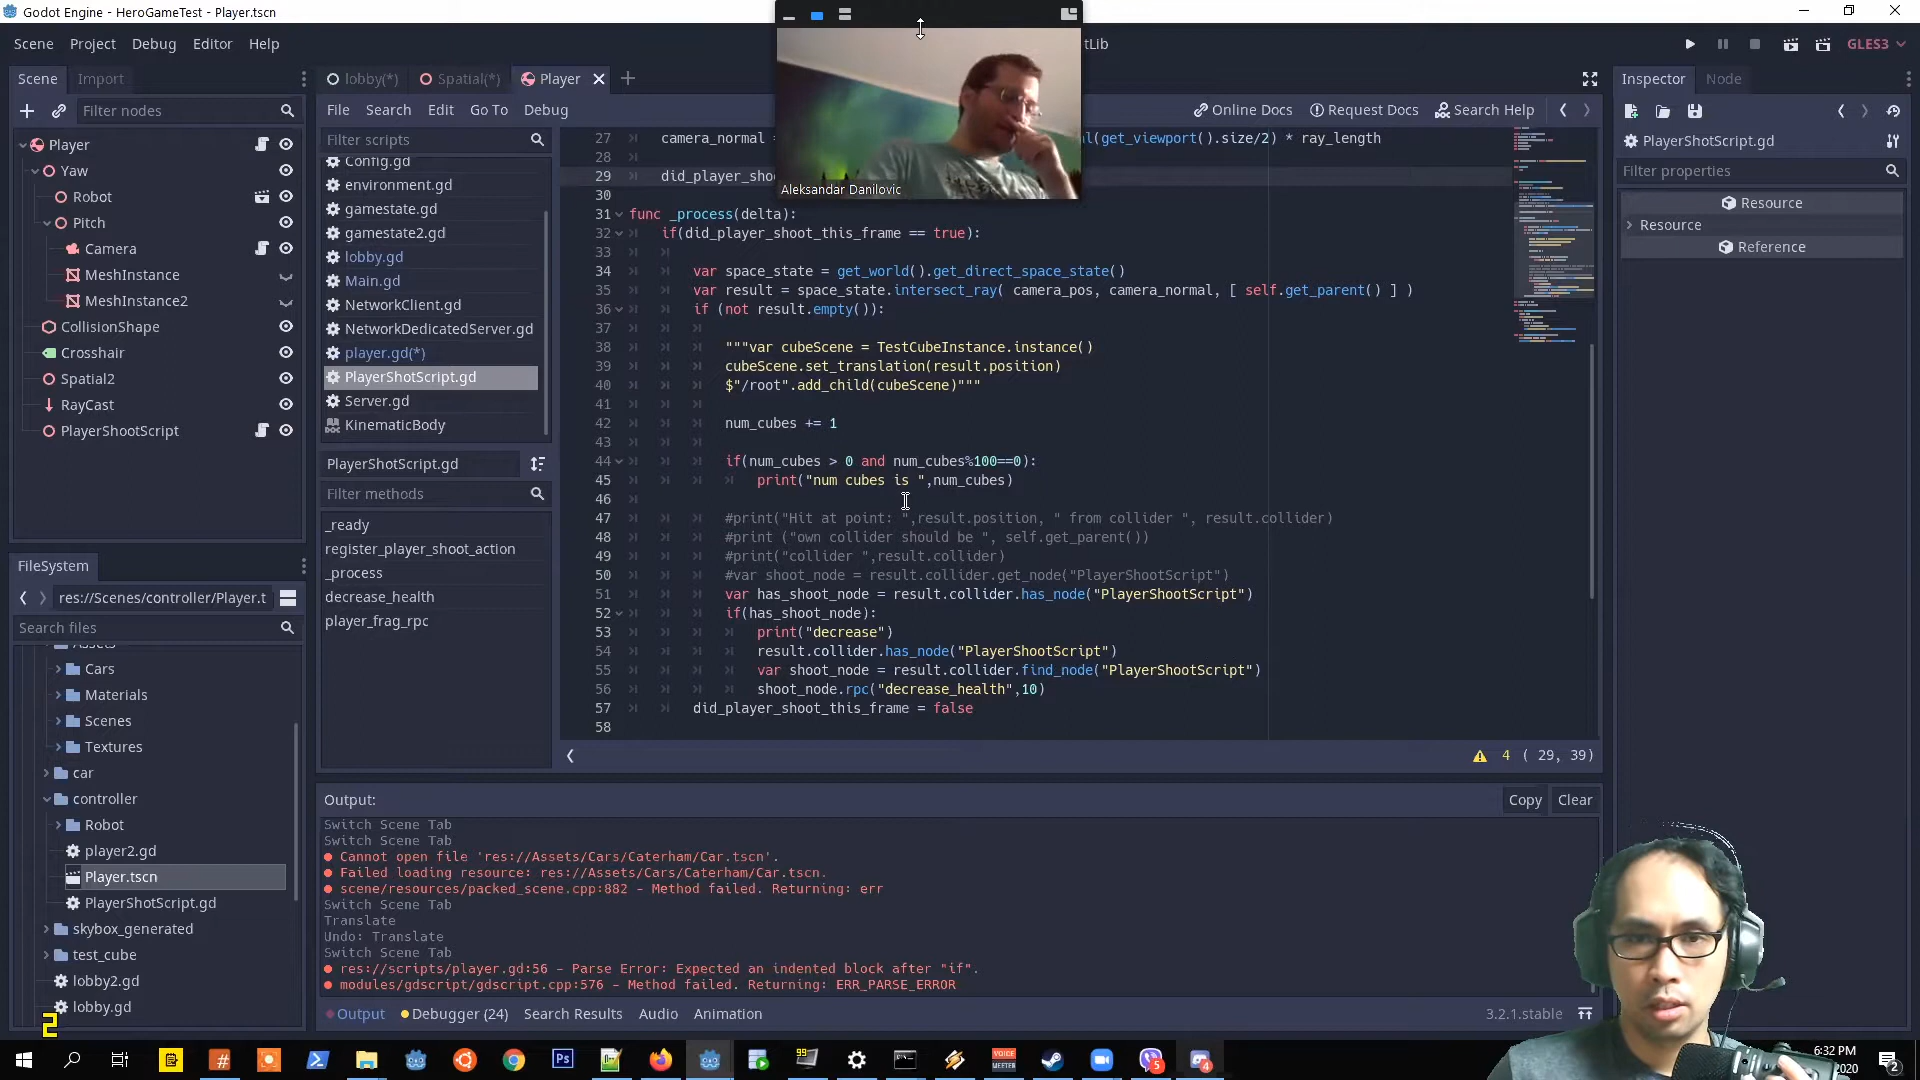 Godot Engine - HeroGameTest - Player.tscn
Scene Project Debug Editor Help
tLib
GLES3
Scene Import
Filter nodes
Player
Yaw
Robot
Pitch
Camera
MeshInstance
MeshInstance2
CollisionShape
Crosshair
Spatial2
RayCast
PlayerShootScript
FileSystem
res://Scenes/controller/Player.t
Search files
Assets
Cars
Materials
Scenes
Textures
car
controller
Robot
player2.gd
Player.tscn
PlayerShotScript.gd
skybox_generated
test_cube
lobby2.gd
lobby.gd
2
lobby(*) Spatial(*) Player
File Search Edit Go To Debug
Online Docs Request Docs Search Help
Filter scripts
Config.gd
environment.gd
gamestate.gd
gamestate2.gd
lobby.gd
Main.gd
NetworkClient.gd
NetworkDedicatedServer.gd
player.gd(*)
PlayerShotScript.gd
Server.gd
KinematicBody
PlayerShotScript.gd
Filter methods
_ready
register_player_shoot_action
_process
decrease_health
player_frag_rpc
Aleksandar Danilovic
27 camera_normal = al(get_viewport().size/2) * ray_length
28
29 did_player_shoo
30
31 func _process(delta):
32 if(did_player_shoot_this_frame == true):
33
34 var space_state = get_world().get_direct_space_state()
35 var result = space_state.intersect_ray( camera_pos, camera_normal, [ self.get_parent() ] )
36 if (not result.empty()):
37
38 """var cubeScene = TestCubeInstance.instance()
39 cubeScene.set_translation(result.position)
40 $"/root".add_child(cubeScene)"""
41
42 num_cubes += 1
43
44 if(num_cubes > 0 and num_cubes%100==0):
45 print("num cubes is ",num_cubes)
46
47 #print("Hit at point: ",result.position, " from collider ", result.collider)
48 #print ("own collider should be ", self.get_parent())
49 #print("collider ",result.collider)
50 #var shoot_node = result.collider.get_node("PlayerShootScript")
51 var has_shoot_node = result.collider.has_node("PlayerShootScript")
52 if(has_shoot_node):
53 print("decrease")
54 result.collider.has_node("PlayerShootScript")
55 var shoot_node = result.collider.find_node("PlayerShootScript")
56 shoot_node.rpc("decrease_health",10)
57 did_player_shoot_this_frame = false
58
4 ( 29, 39)
Output: Copy Clear
Switch Scene Tab
Switch Scene Tab
Cannot open file 'res://Assets/Cars/Caterham/Car.tscn'.
Failed loading resource: res://Assets/Cars/Caterham/Car.tscn.
scene/resources/packed_scene.cpp:882 - Method failed. Returning: err
Switch Scene Tab
Translate
Undo: Translate
Switch Scene Tab
res://scripts/player.gd:56 - Parse Error: Expected an indented block after "if".
modules/gdscript/gdscript.cpp:576 - Method failed. Returning: ERR_PARSE_ERROR
Output Debugger (24) Search Results Audio Animation 3.2.1.stable
Inspector Node
PlayerShotScript.gd
Filter properties
Resource
Resource
Reference
Ps
VOICE
MEETER
5
4
6:32 PM
2020
2